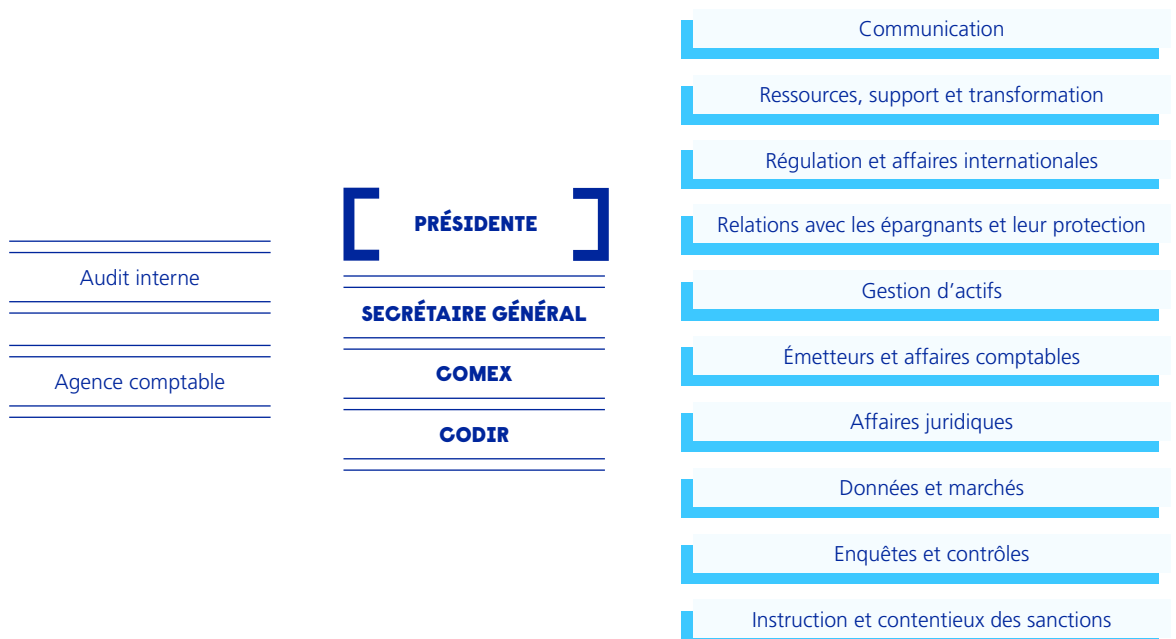 Audit interne
Agence comptable
PRÉSIDENTE
SECRÉTAIRE GÉNÉRAL
COMEX
CODIR
Communication
Ressources, support et transformation
Régulation et affaires internationales
Relations avec les épargnants et leur protection
Gestion d’actifs
Émetteurs et affaires comptables
Affaires juridiques
Données et marchés
Enquêtes et contrôles
Instruction et contentieux des sanctions